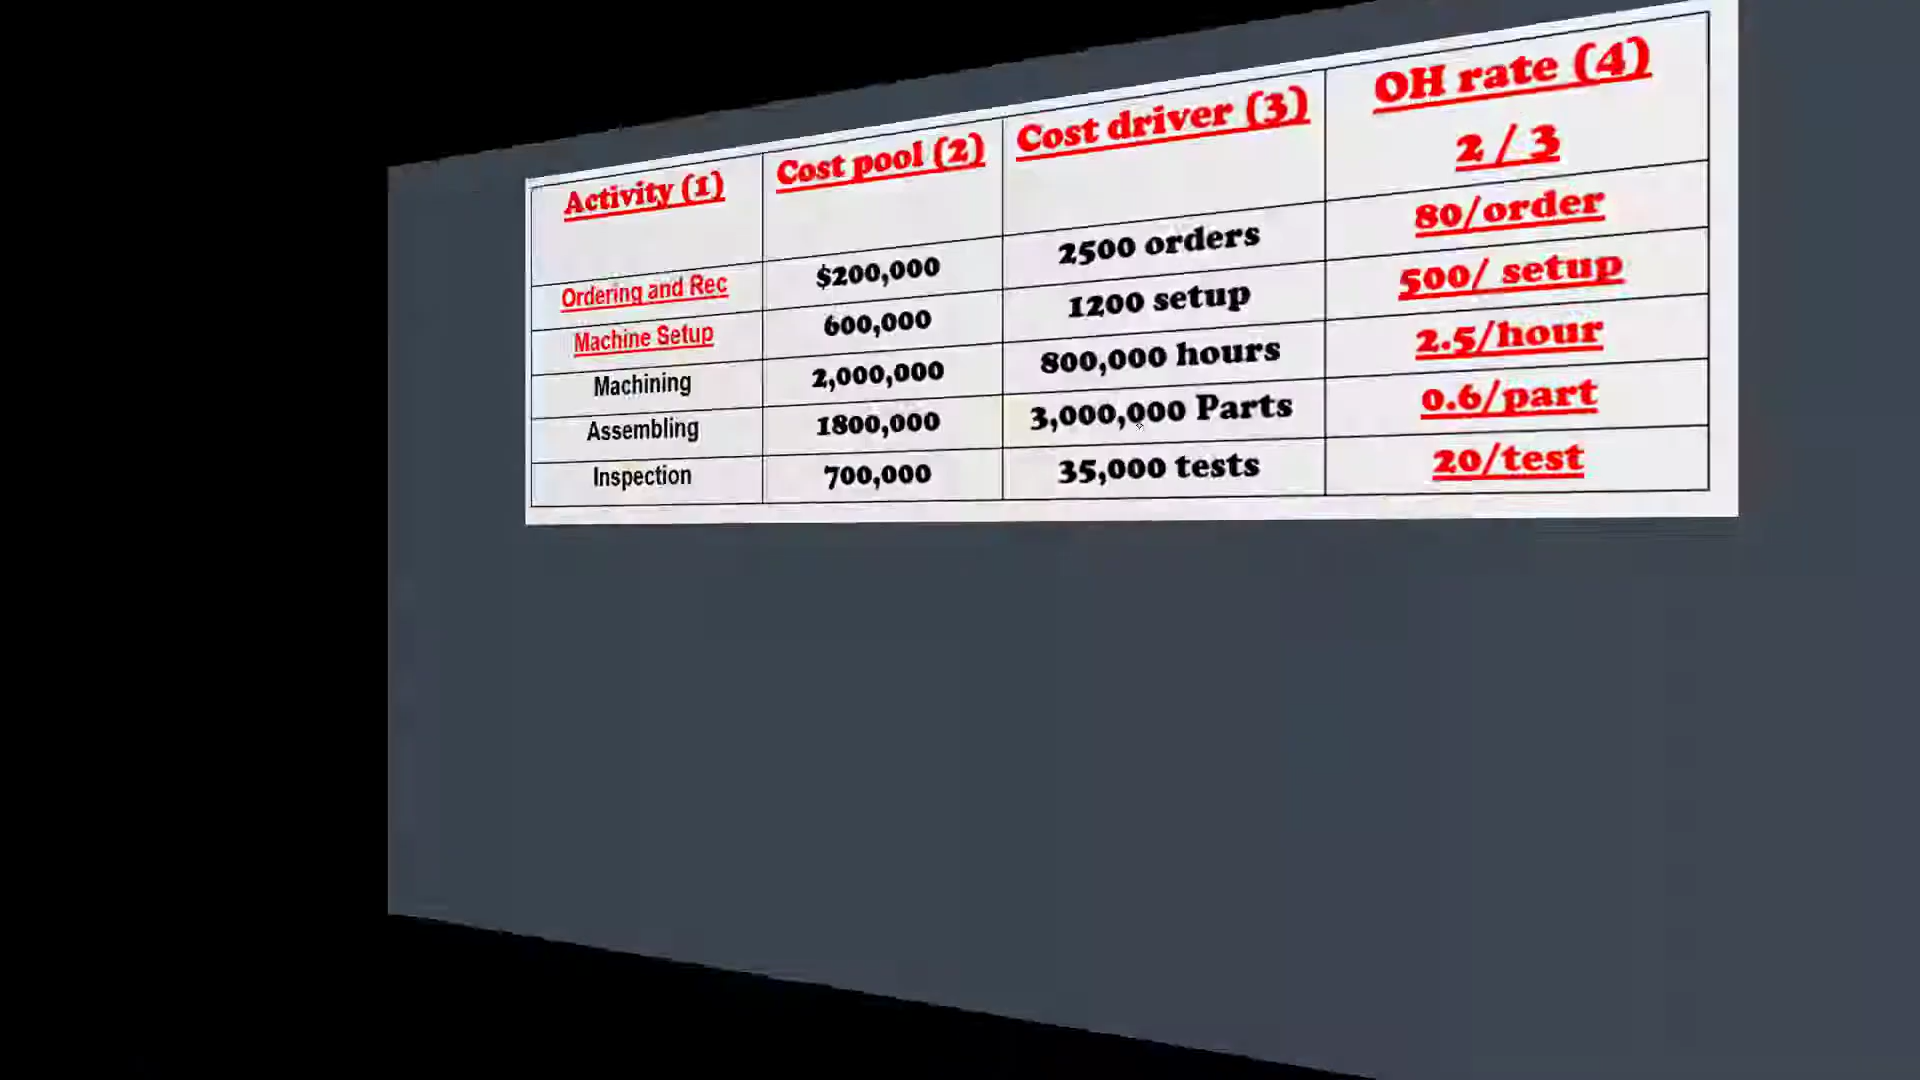 Activity (1) Cost pool (2) Cost driver (3) OH rate (4)
2 / 3
Ordering and Rec $200,000 2500 orders 80/order
Machine Setup 600,000 1200 setup 500/ setup
Machining 2,000,000 800,000 hours 2.5/hour
Assembling 1800,000 3,000,000 Parts 0.6/part
Inspection 700,000 35,000 tests 20/test